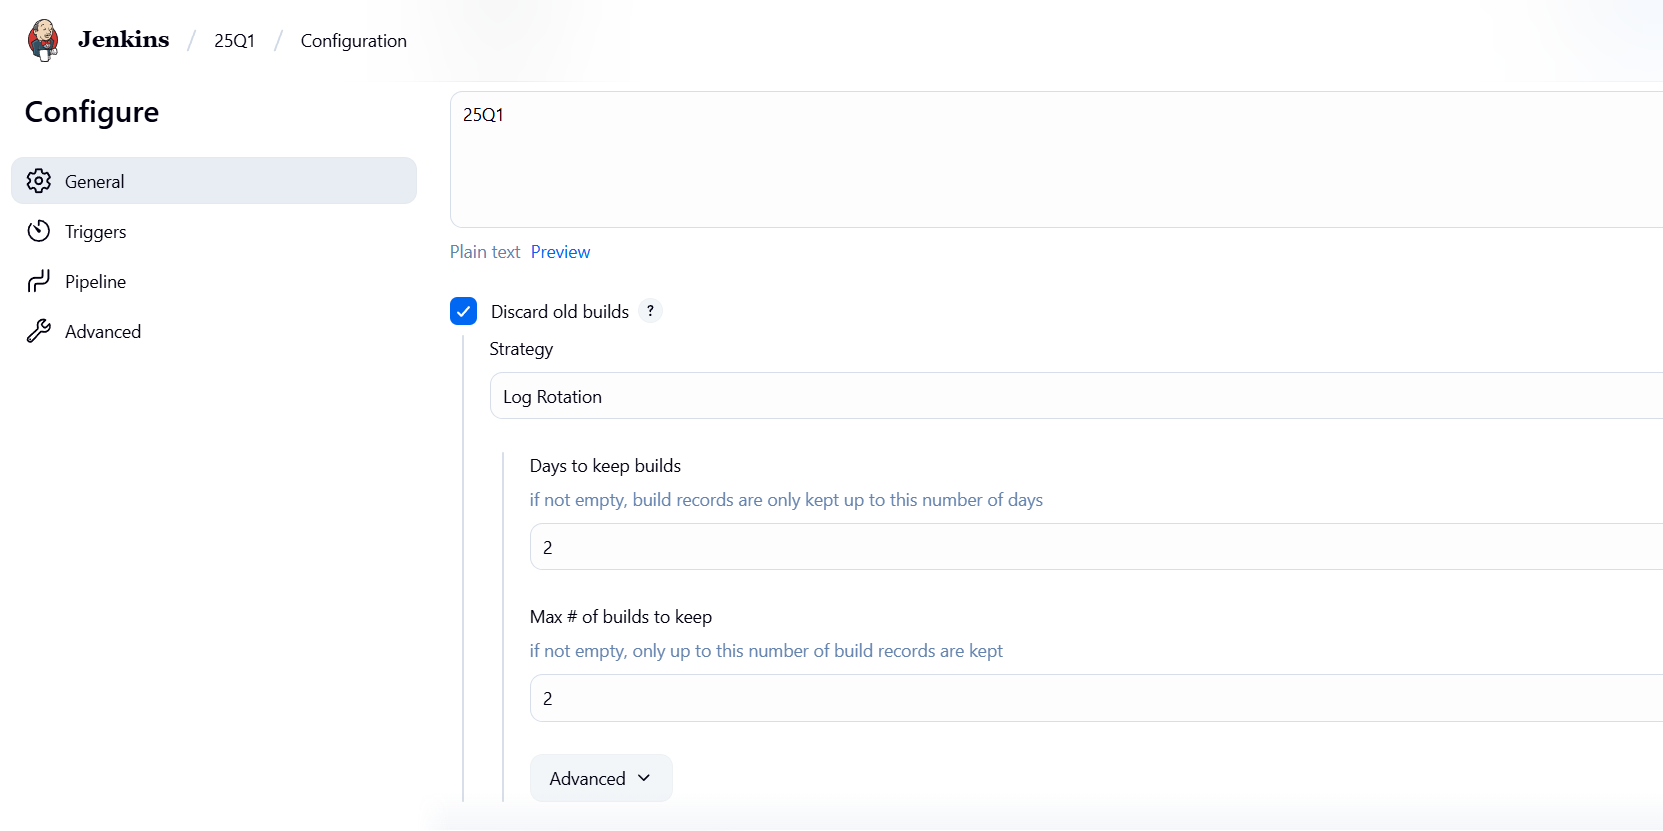 Jenkins / 25Q1 / Configuration
Configure
General
Triggers
Pipeline
Advanced
25Q1
Plain text Preview
Discard old builds ?
Strategy
Log Rotation
Days to keep builds
if not empty, build records are only kept up to this number of days
2
Max # of builds to keep
if not empty, only up to this number of build records are kept
2
Advanced